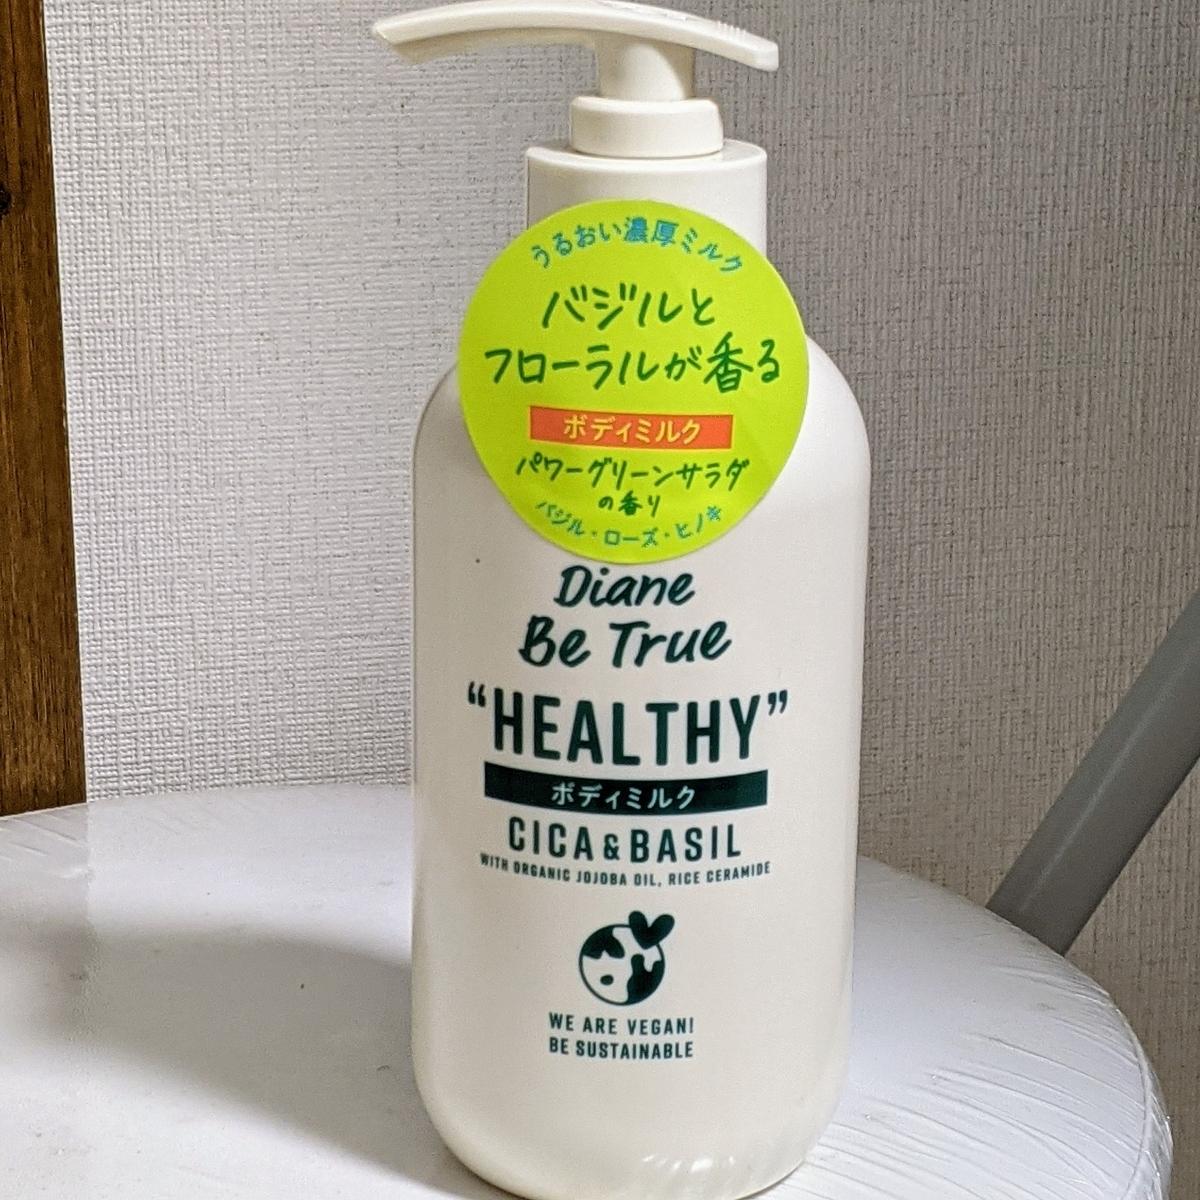 うるおい濃厚ミルク
バジルと
フローラルが香る
ボディミルク
パワーグリーンサラダ
の香り
バジル・ローズ・ヒノキ
Diane
Be True
“HEALTHY”
ボディミルク
CICA & BASIL
WITH ORGANIC JOJOBA OIL, RICE CERAMIDE
WE ARE VEGAN!
BE SUSTAINABLE